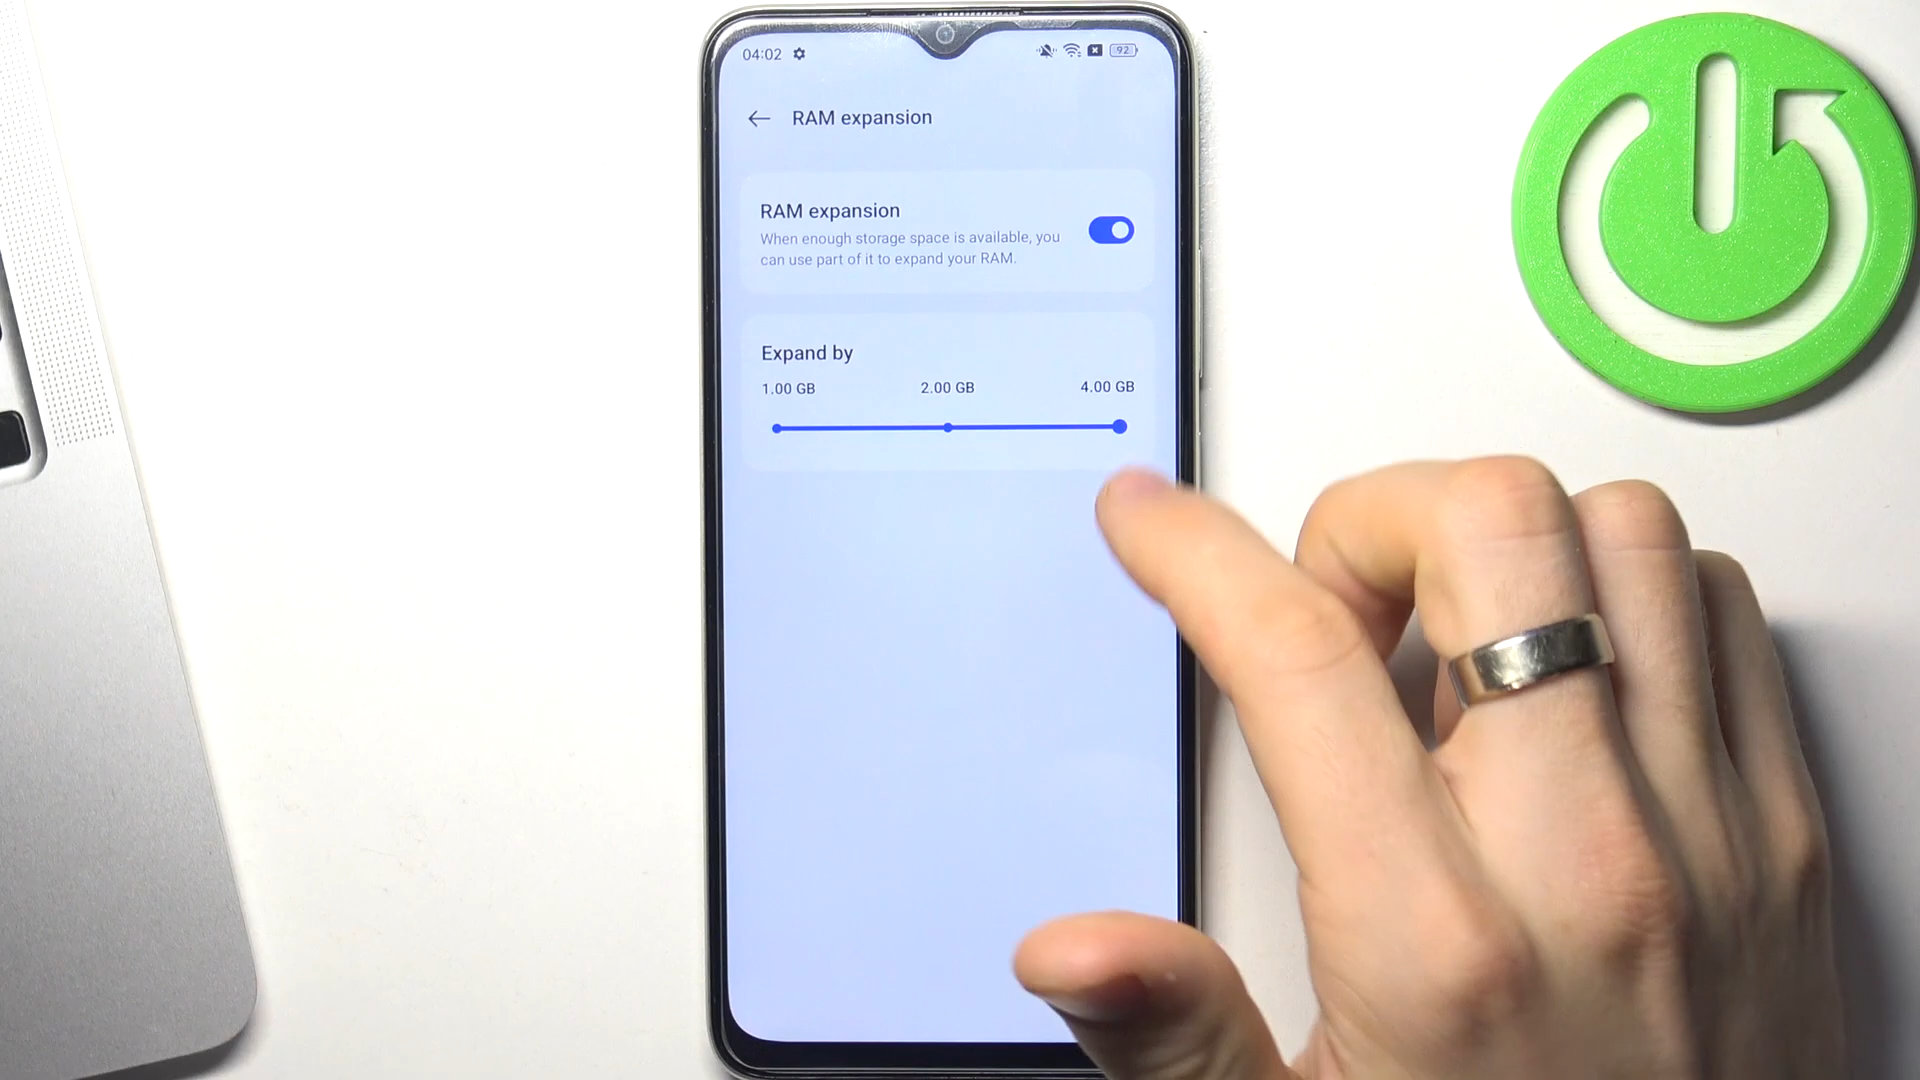 04:02
92
RAM expansion
RAM expansion
When enough storage space is available, you
can use part of it to expand your RAM.
Expand by
1.00 GB 2.00 GB 4.00 GB